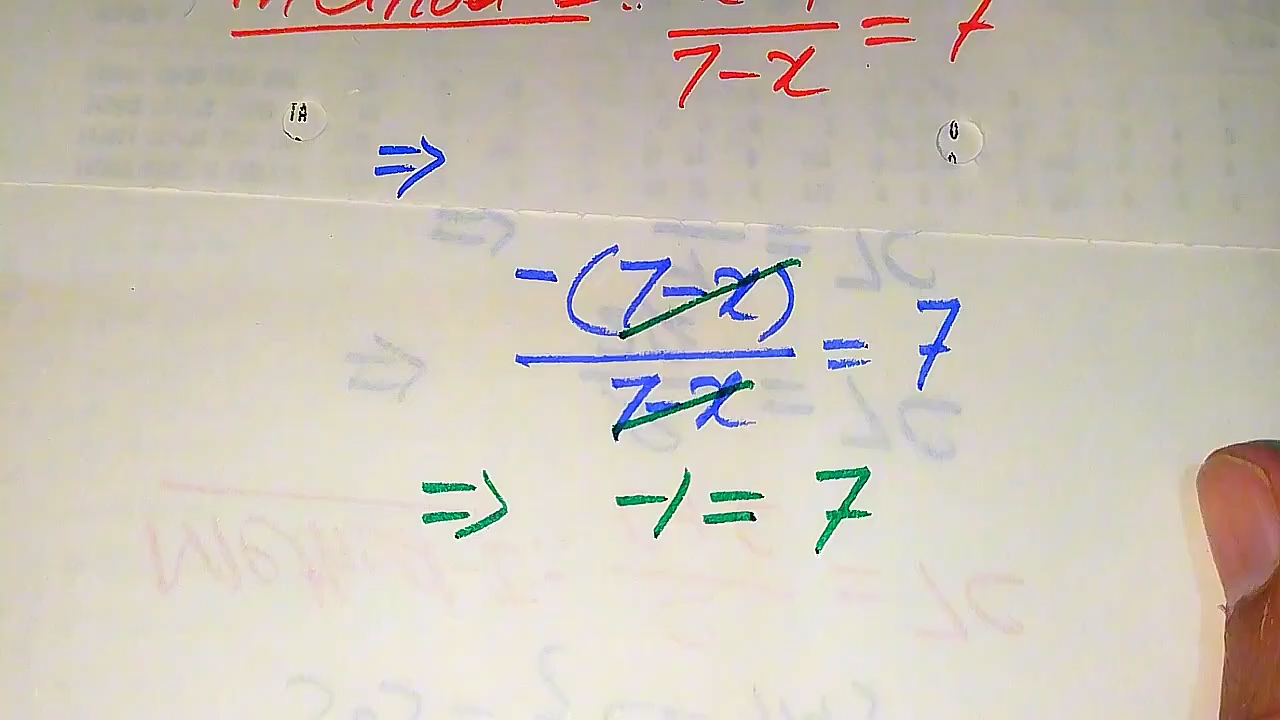 7-x = 7
⇒
-(7-x)
7-x = 7
⇒ -1 = 7